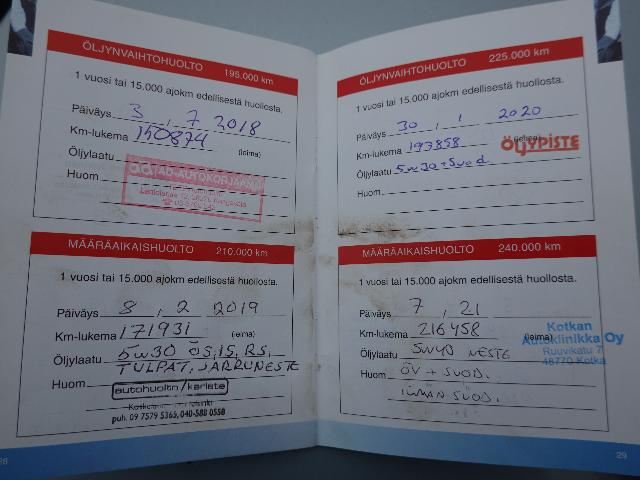 ÖLJYNVAIHTOHUOLTO 195.000 km
1 vuosi tai 15.000 ajokm edellisestä huollosta.
Päiväys 3 , 7 2018
Km-lukema 150874 (leima)
Öljylaatu
Huom
ad AD-AUTOKORJAAMO
MÄÄRÄAIKAISHUOLTO 210.000 km
1 vuosi tai 15.000 ajokm edellisestä huollosta.
Päiväys 8 , 2 2019
Km-lukema 171931 (leima)
Öljylaatu 5W30 ÖS, IS, RS,
TULPAT, JARRUNESTE
Huom
autohuolto/kariste
puh. 09 7579 5365, 040-588 0558
28
ÖLJYNVAIHTOHUOLTO 225.000 km
1 vuosi tai 15.000 ajokm edellisestä huollosta.
Päiväys 30 , 1 2020
Km-lukema 193858 (leima)
ÖLJYPISTE
Öljylaatu 5w30+Suod
Huom
MÄÄRÄAIKAISHUOLTO 240.000 km
1 vuosi tai 15.000 ajokm edellisestä huollosta.
Päiväys 7 , 21
Km-lukema 216458 (leima)
Kotkan
Autoklinikka Oy
Ruuvikatu 7
48770 Kotka
Öljylaatu 5W40 NESTE
Huom ÖV + SUOD.
ILMAN SUOD.
29